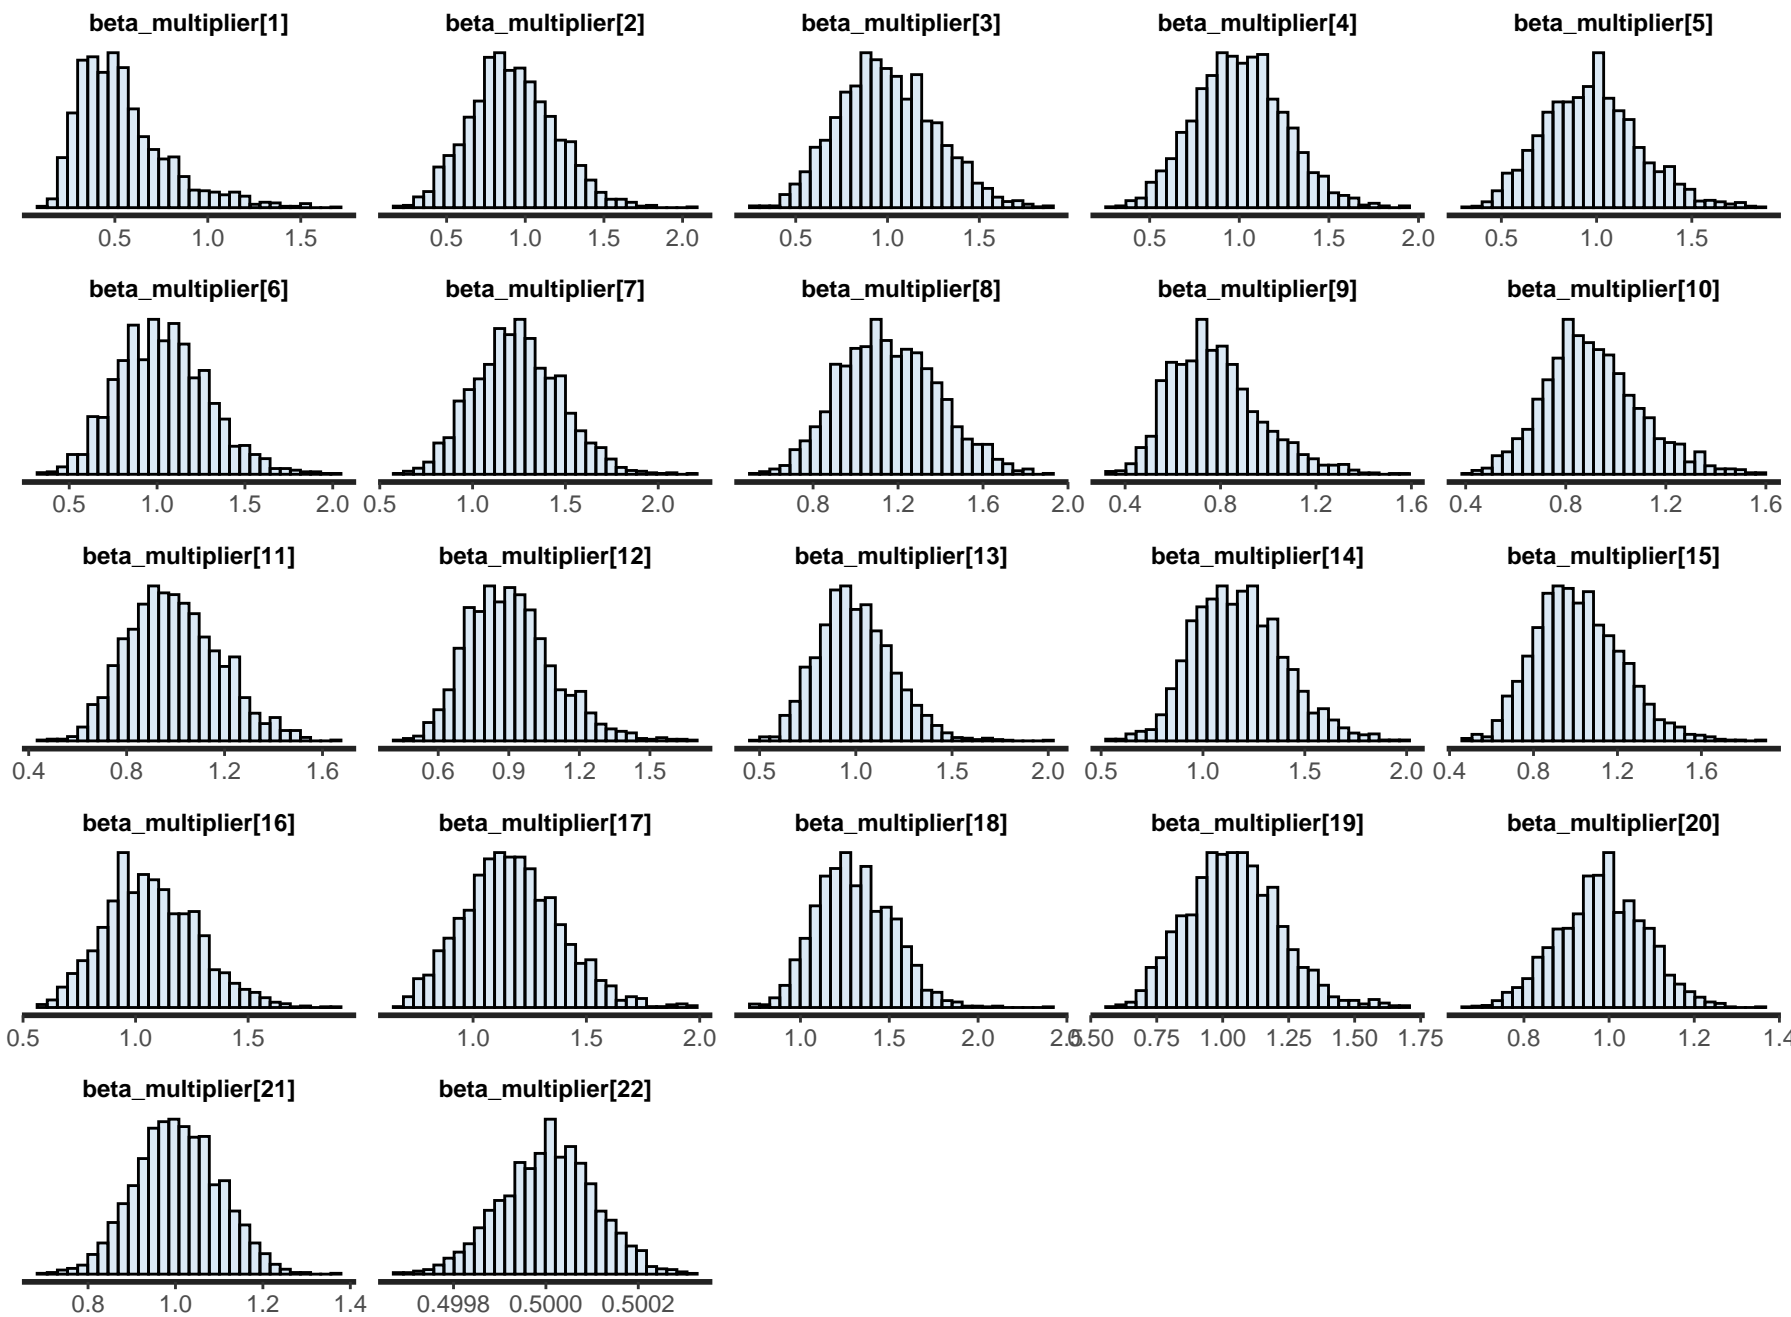 beta_multiplier[1] beta_multiplier[2] beta_multiplier[3] beta_multiplier[4] beta_multiplier[5]
0.5 1.0 1.5 0.5 1.0 1.5 2.0 0.5 1.0 1.5 0.5 1.0 1.5 2.0 0.5 1.0 1.5
beta_multiplier[6] beta_multiplier[7] beta_multiplier[8] beta_multiplier[9] beta_multiplier[10]
0.5 1.0 1.5 2.0 0.5 1.0 1.5 2.0 0.8 1.2 1.6 2.0 0.4 0.8 1.2 1.6 0.4 0.8 1.2 1.6
beta_multiplier[11] beta_multiplier[12] beta_multiplier[13] beta_multiplier[14] beta_multiplier[15]
0.4 0.8 1.2 1.6 0.6 0.9 1.2 1.5 0.5 1.0 1.5 2.0 0.5 1.0 1.5 2.0 0.4 0.8 1.2 1.6
beta_multiplier[16] beta_multiplier[17] beta_multiplier[18] beta_multiplier[19] beta_multiplier[20]
0.5 1.0 1.5 1.0 1.5 2.0 1.0 1.5 2.0 2.5 0.50 0.75 1.00 1.25 1.50 1.75 0.8 1.0 1.2 1.4
beta_multiplier[21] beta_multiplier[22]
0.8 1.0 1.2 1.4 0.4998 0.5000 0.5002